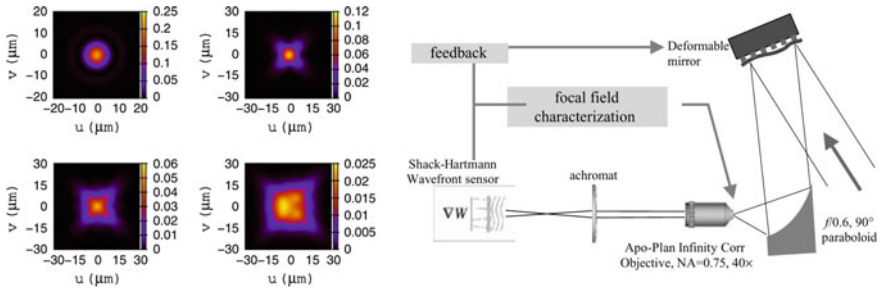 20
10
0
-10
-20
-20 -10 0 10 20
v (μm)
u (μm)
0.25
0.2
0.15
0.1
0.05
0
30
15
0
-15
-30
-30 -15 0 15 30
v (μm)
u (μm)
0.12
0.1
0.08
0.06
0.04
0.02
0
30
15
0
-15
-30
-30 -15 0 15 30
v (μm)
u (μm)
0.06
0.05
0.04
0.03
0.02
0.01
0
30
15
0
-15
-30
-30 -15 0 15 30
v (μm)
u (μm)
0.025
0.02
0.015
0.01
0.005
0
feedback
Deformable
mirror
focal field
characterization
Shack-Hartmann
Wavefront sensor
∇W
achromat
Apo-Plan Infinity Corr
Objective, NA=0.75, 40×
f/0.6, 90°
paraboloid